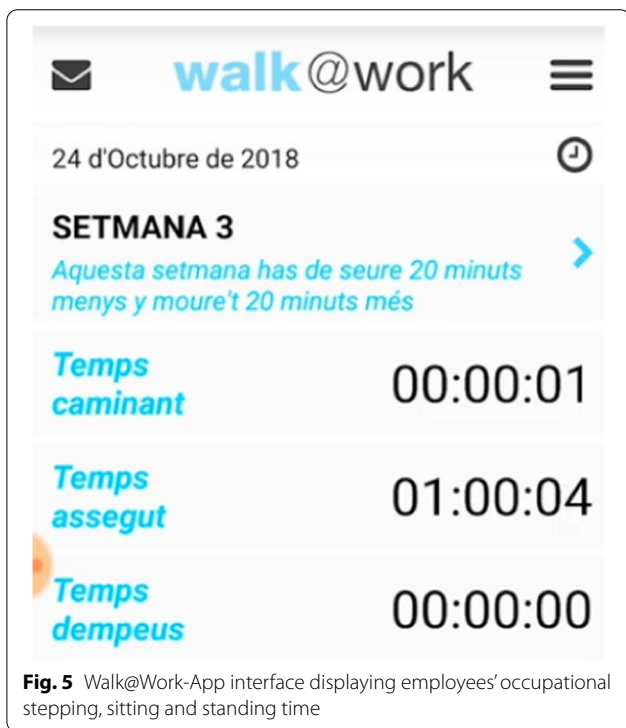 walk@work
24 d'Octubre de 2018
SETMANA 3
Aquesta setmana has de seure 20 minuts
menys y moure't 20 minuts més
Temps
caminant
00:00:01
Temps
assegut
01:00:04
Temps
dempeus
00:00:00
Fig. 5 Walk@Work-App interface displaying employees' occupational
stepping, sitting and standing time